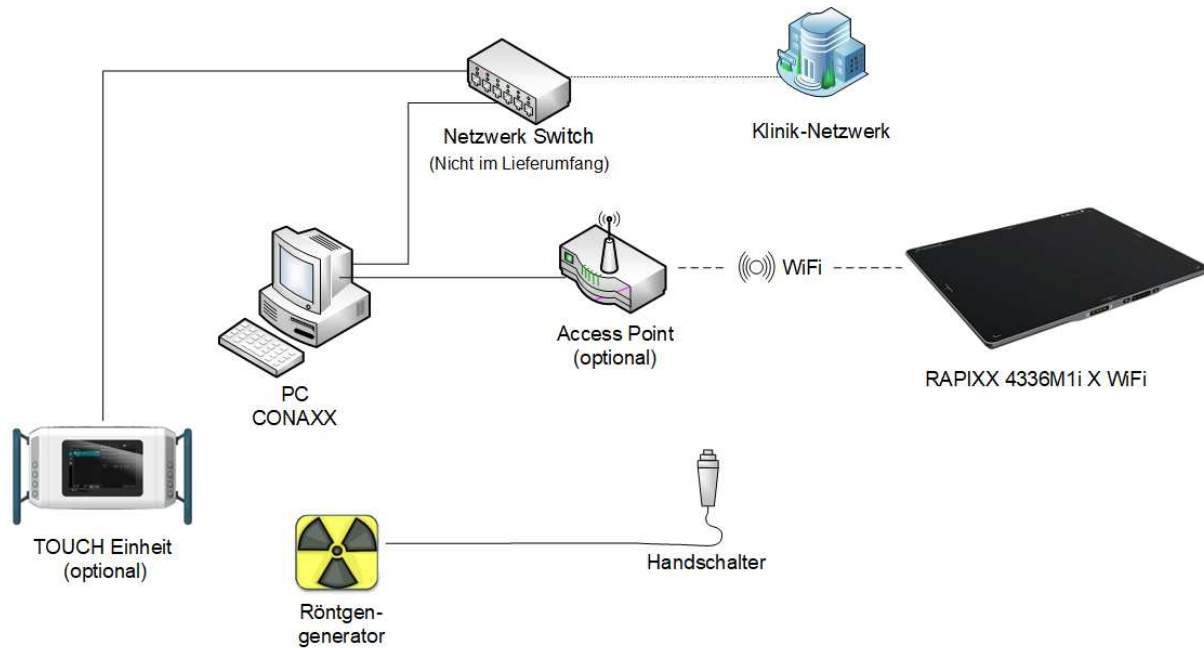 Netzwerk Switch
(Nicht im Lieferumfang)
Klinik-Netzwerk
WiFi
Access Point
(optional)
RAPIXX 4336M1i X WiFi
PC
CONAXX
TOUCH Einheit
(optional)
Handschalter
Röntgen-
generator